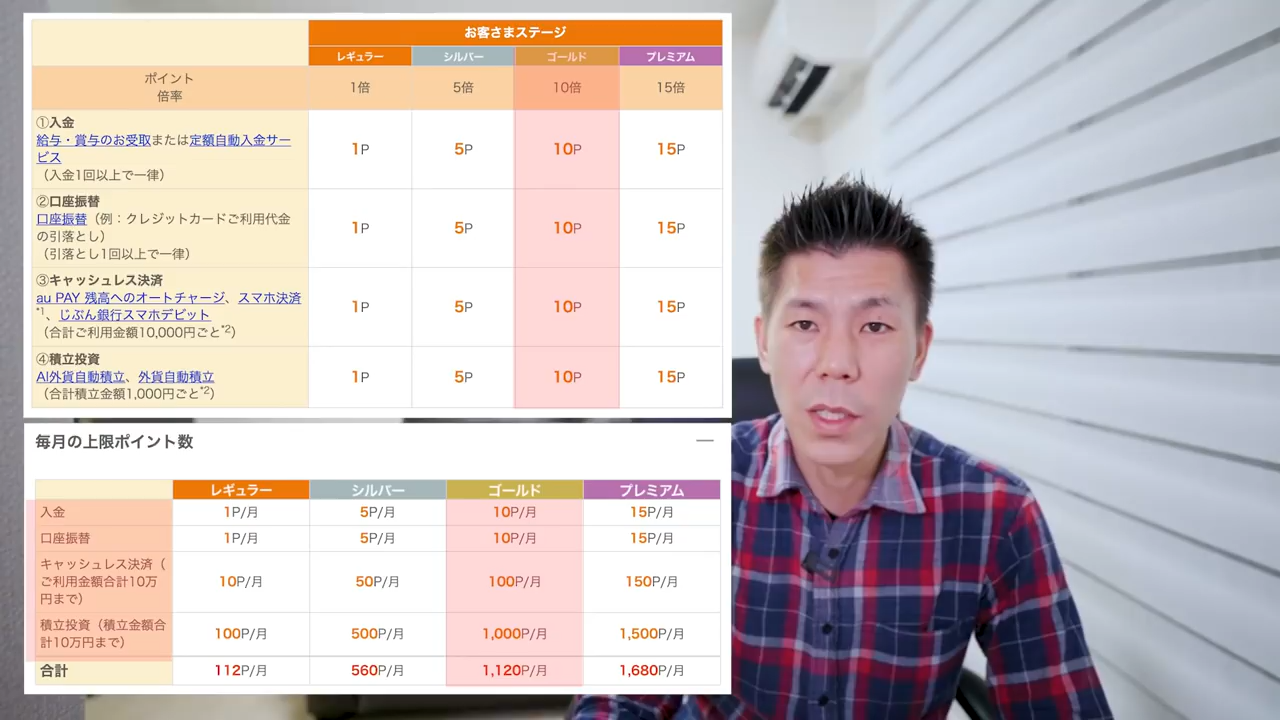 お客さまステージ
レギュラー シルバー ゴールド プレミアム
ポイント
倍率
1倍 5倍 10倍 15倍
①入金
給与・賞与のお受取または定額自動入金サー
ビス
（入金1回以上で一律）
1P 5P 10P 15P
②口座振替
口座振替（例：クレジットカードご利用代金
の引落とし）
（引落とし1回以上で一律）
1P 5P 10P 15P
③キャッシュレス決済
au PAY 残高へのオートチャージ、スマホ決済
*1、じぶん銀行スマホデビット
（合計ご利用金額10,000円ごと*2）
1P 5P 10P 15P
④積立投資
AI外貨自動積立、外貨自動積立
（合計積立金額1,000円ごと*2）
1P 5P 10P 15P
毎月の上限ポイント数
レギュラー シルバー ゴールド プレミアム
入金 1P/月 5P/月 10P/月 15P/月
口座振替 1P/月 5P/月 10P/月 15P/月
キャッシュレス決済（
ご利用金額合計10万
円まで）
10P/月 50P/月 100P/月 150P/月
積立投資（積立金額合
計10万円まで）
100P/月 500P/月 1,000P/月 1,500P/月
合計 112P/月 560P/月 1,120P/月 1,680P/月